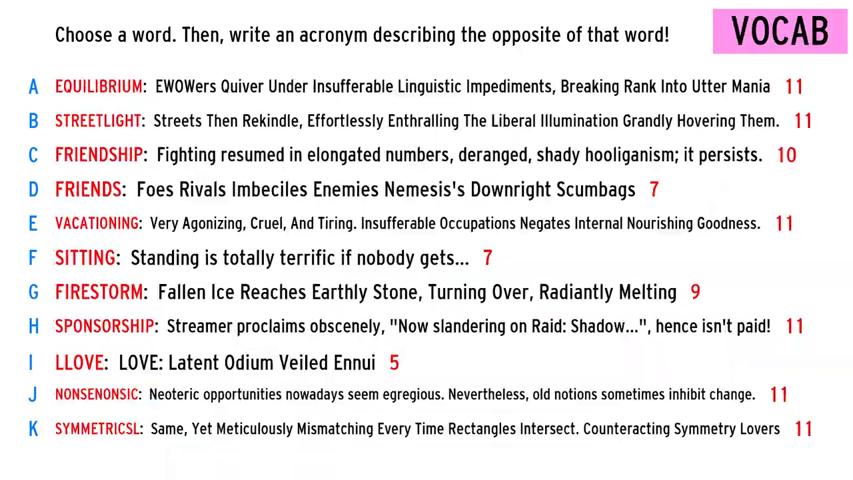 Choose a word. Then, write an acronym describing the opposite of that word!
VOCAB
A EQUILIBRIUM: EWOWers Quiver Under Insufferable Linguistic Impediments, Breaking Rank Into Utter Mania 11
B STREETLIGHT: Streets Then Rekindle, Effortlessly Enthralling The Liberal Illumination Grandly Hovering Them. 11
C FRIENDSHIP: Fighting resumed in elongated numbers, deranged, shady hooliganism; it persists. 10
D FRIENDS: Foes Rivals Imbeciles Enemies Nemesis's Downright Scumbags 7
E VACATIONING: Very Agonizing, Cruel, And Tiring. Insufferable Occupations Negates Internal Nourishing Goodness. 11
F SITTING: Standing is totally terrific if nobody gets... 7
G FIRESTORM: Fallen Ice Reaches Earthly Stone, Turning Over, Radiantly Melting 9
H SPONSORSHIP: Streamer proclaims obscenely, "Now slandering on Raid: Shadow...", hence isn't paid! 11
I LLOVE: LOVE: Latent Odium Veiled Ennui 5
J NONSENONSIC: Neoteric opportunities nowadays seem egregious. Nevertheless, old notions sometimes inhibit change. 11
K SYMMETRICSL: Same, Yet Meticulously Mismatching Every Time Rectangles Intersect. Counteracting Symmetry Lovers 11